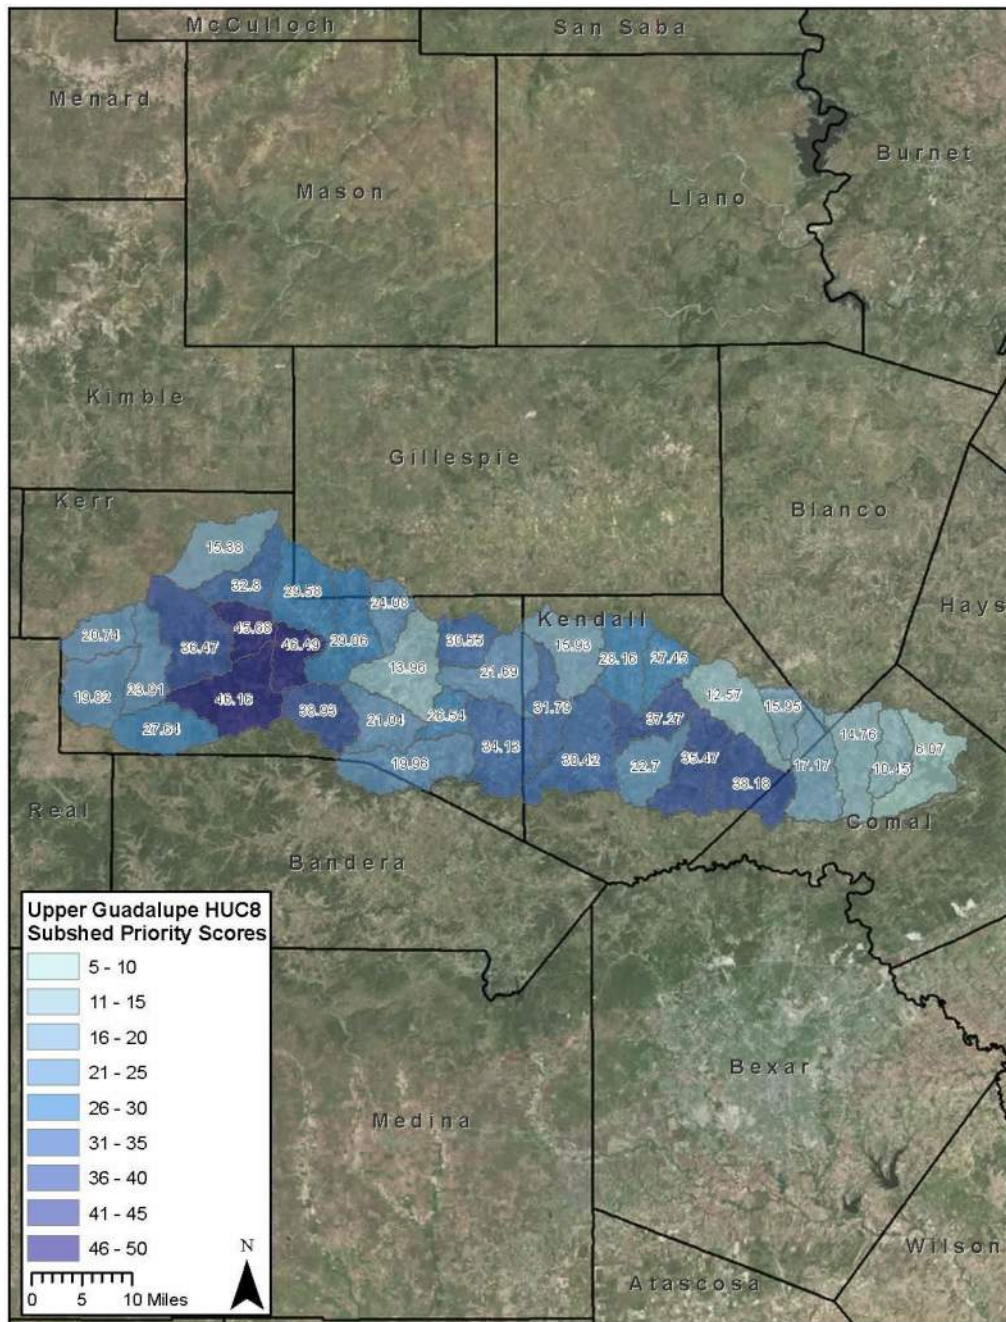 McCulloch
San Saba
Menard
Burnet
Mason
Llano
Kimble
Gillespie
Kerr
Blanco
15.38
32.8
29.58
24.08
Hays
Kendall
45.68
20.74
36.47
46.49
29.06
30.55
15.93
28.16
27.45
13.96
21.69
19.82
23.91
46.16
12.57
38.93
31.79
15.95
26.54
21.04
37.27
27.64
14.76
6.07
34.13
19.96
22.7
35.47
17.17
10.45
38.18
Real
Comal
Bandera
Upper Guadalupe HUC8
Subshed Priority Scores
5 - 10
11 - 15
16 - 20
21 - 25
26 - 30
31 - 35
36 - 40
41 - 45
46 - 50
N
0 5 10 Miles
Bexar
Medina
Wilson
Atascosa